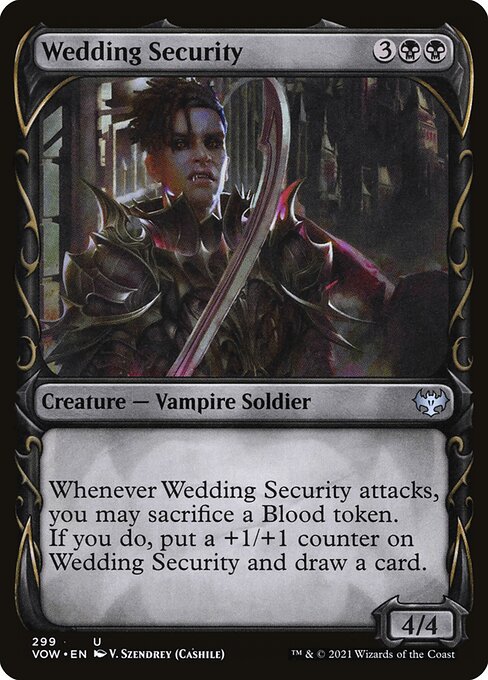 Wedding Security 3
Creature — Vampire Soldier
Whenever Wedding Security attacks,
you may sacrifice a Blood token.
If you do, put a +1/+1 counter on
Wedding Security and draw a card.
4/4
299 U
VOW • EN V. Szendrey (Cashile) ™ & © 2021 Wizards of the Coast